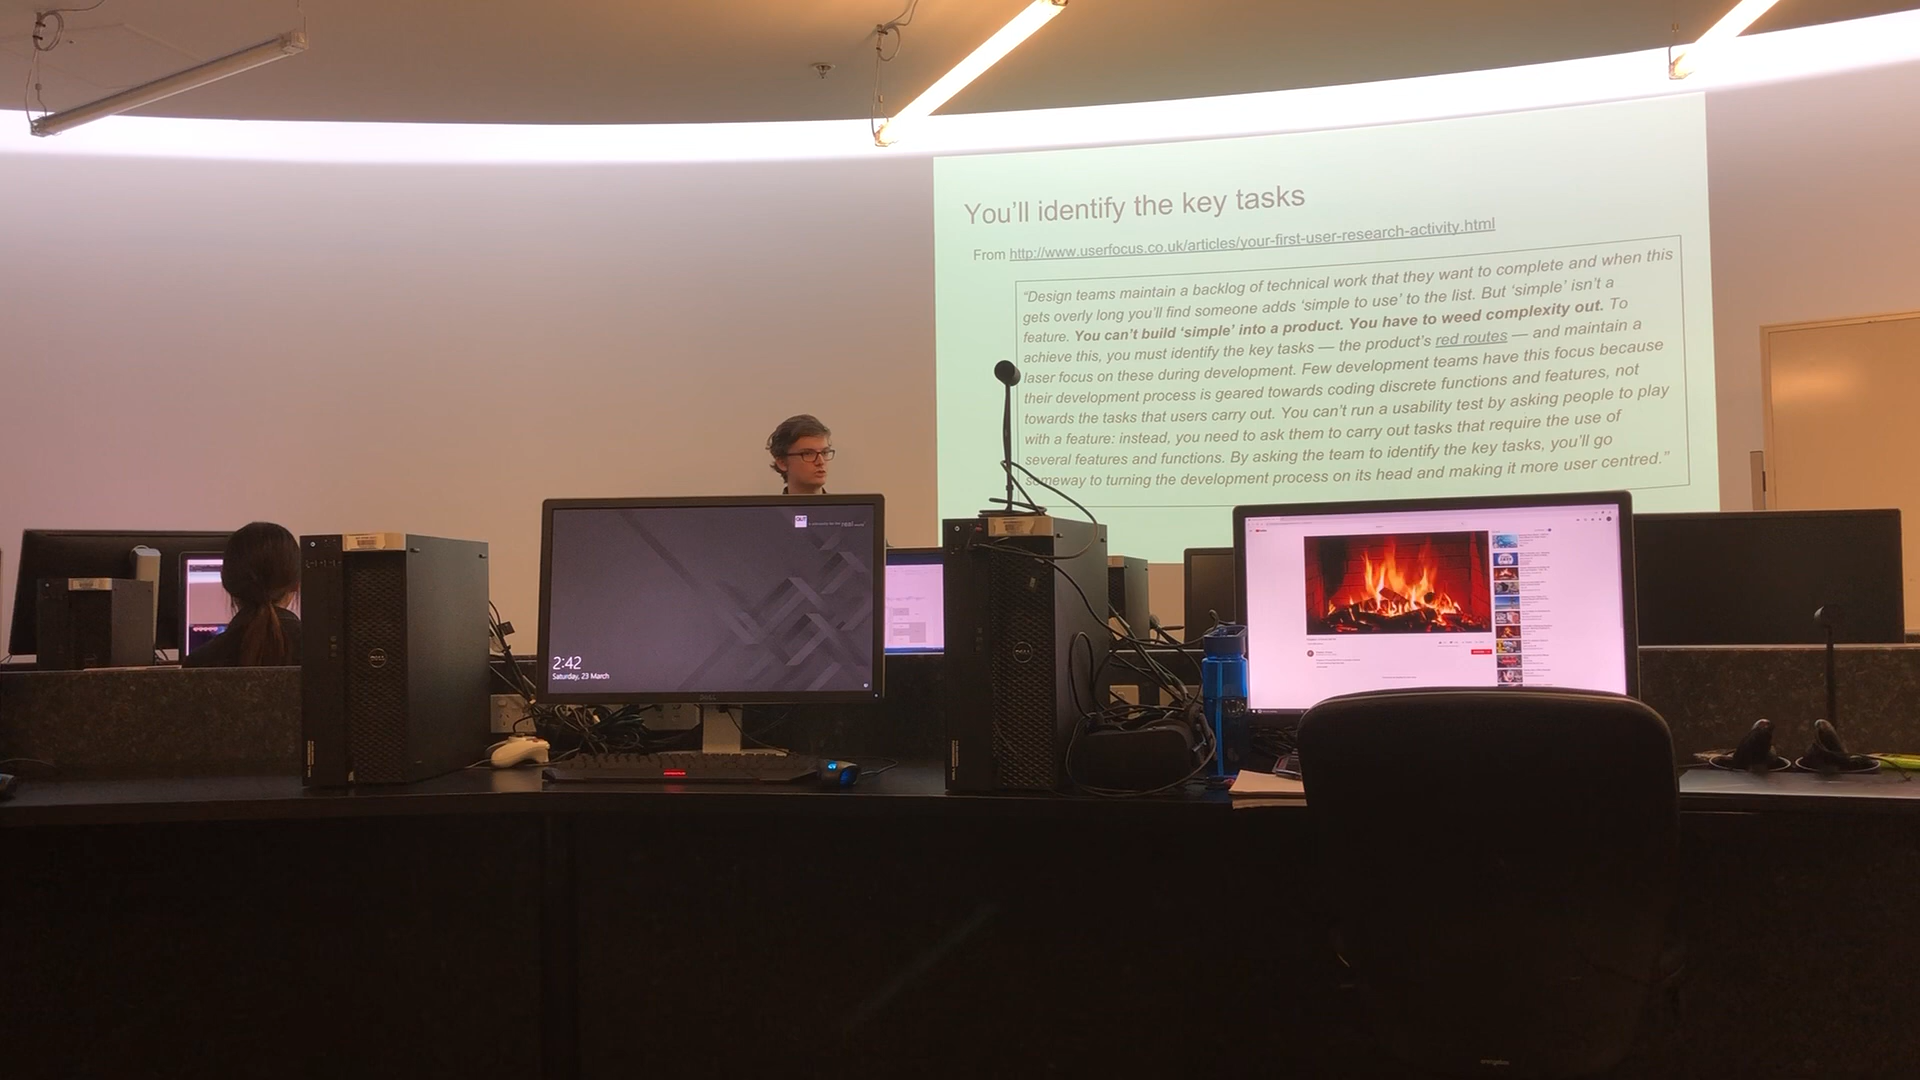 You'll identify the key tasks
From http://www.userfocus.co.uk/articles/your-first-user-research-activity.html
“Design teams maintain a backlog of technical work that they want to complete and when this
gets overly long you'll find someone adds ‘simple to use’ to the list. But ‘simple’ isn't a
feature. You can't build ‘simple’ into a product. You have to weed complexity out. To
achieve this, you must identify the key tasks — the product's red routes — and maintain a
laser focus on these during development. Few development teams have this focus because
their development process is geared towards coding discrete functions and features, not
towards the tasks that users carry out. You can't run a usability test by asking people to play
with a feature: instead, you need to ask them to carry out tasks that require the use of
several features and functions. By asking the team to identify the key tasks, you'll go
someway to turning the development process on its head and making it more user centred.”
QUT
2:42
Saturday, 23 March
DELL